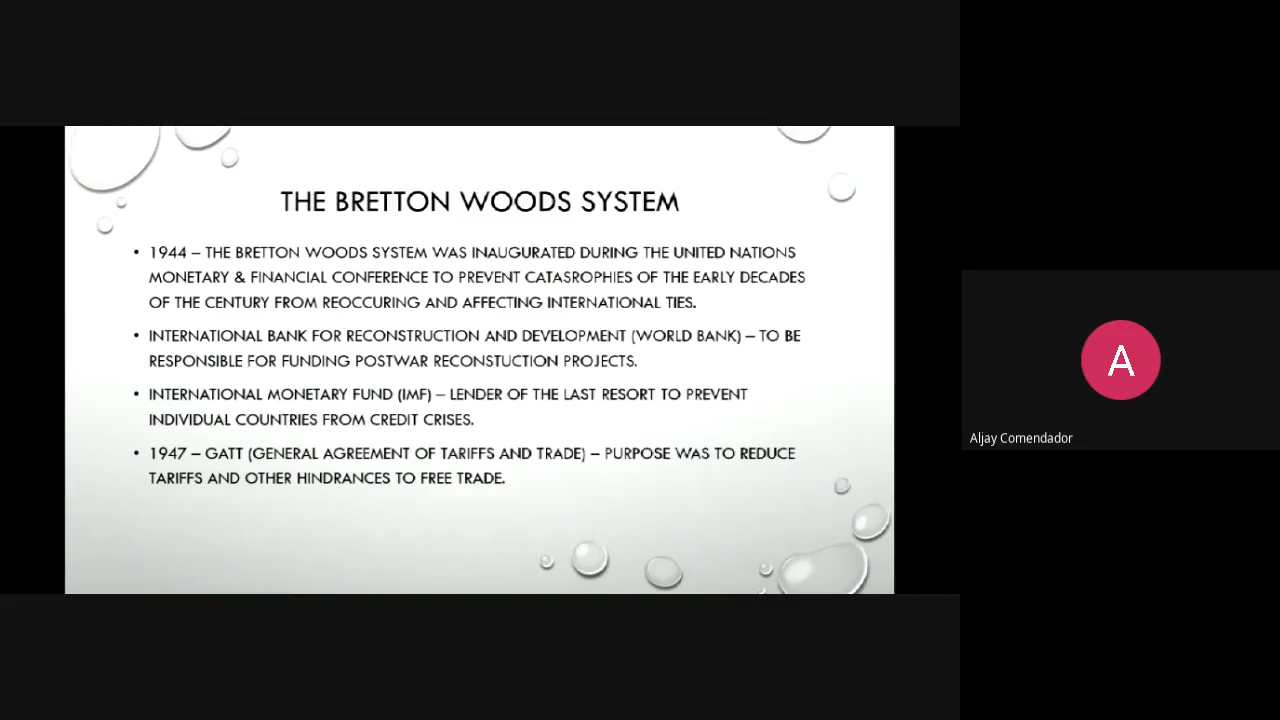 THE BRETTON WOODS SYSTEM
• 1944 – THE BRETTON WOODS SYSTEM WAS INAUGURATED DURING THE UNITED NATIONS
MONETARY & FINANCIAL CONFERENCE TO PREVENT CATASROPHIES OF THE EARLY DECADES
OF THE CENTURY FROM REOCCURING AND AFFECTING INTERNATIONAL TIES.
• INTERNATIONAL BANK FOR RECONSTRUCTION AND DEVELOPMENT (WORLD BANK) – TO BE
RESPONSIBLE FOR FUNDING POSTWAR RECONSTUCTION PROJECTS.
• INTERNATIONAL MONETARY FUND (IMF) – LENDER OF THE LAST RESORT TO PREVENT
INDIVIDUAL COUNTRIES FROM CREDIT CRISES.
• 1947 – GATT (GENERAL AGREEMENT OF TARIFFS AND TRADE) – PURPOSE WAS TO REDUCE
TARIFFS AND OTHER HINDRANCES TO FREE TRADE.
A
Aljay Comendador